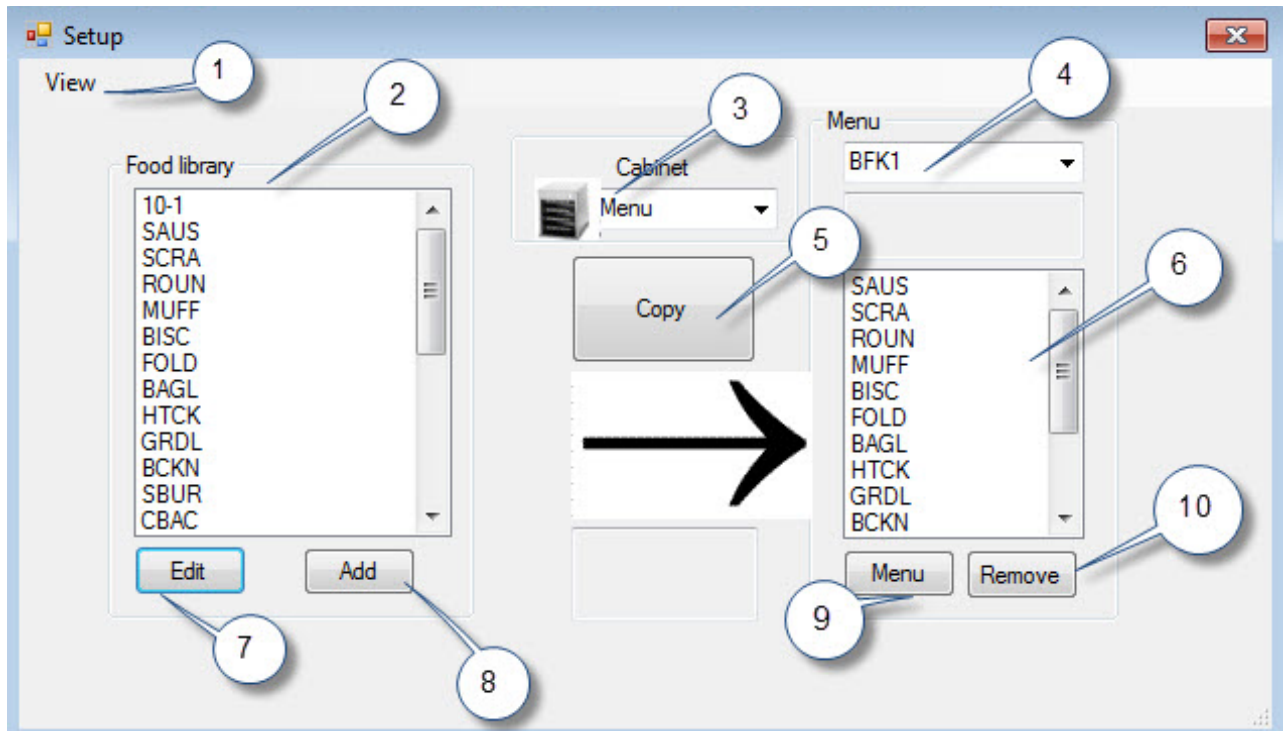 Setup
View
1
2
3
4
Food library
10-1
SAUS
SCRA
ROUN
MUFF
BISC
FOLD
BAGL
HTCK
GRDL
BCKN
SBUR
CBAC
Edit
Add
7
8
Cabinet
Menu
5
Copy
Menu
BFK1
6
SAUS
SCRA
ROUN
MUFF
BISC
FOLD
BAGL
HTCK
GRDL
BCKN
10
Menu
Remove
9